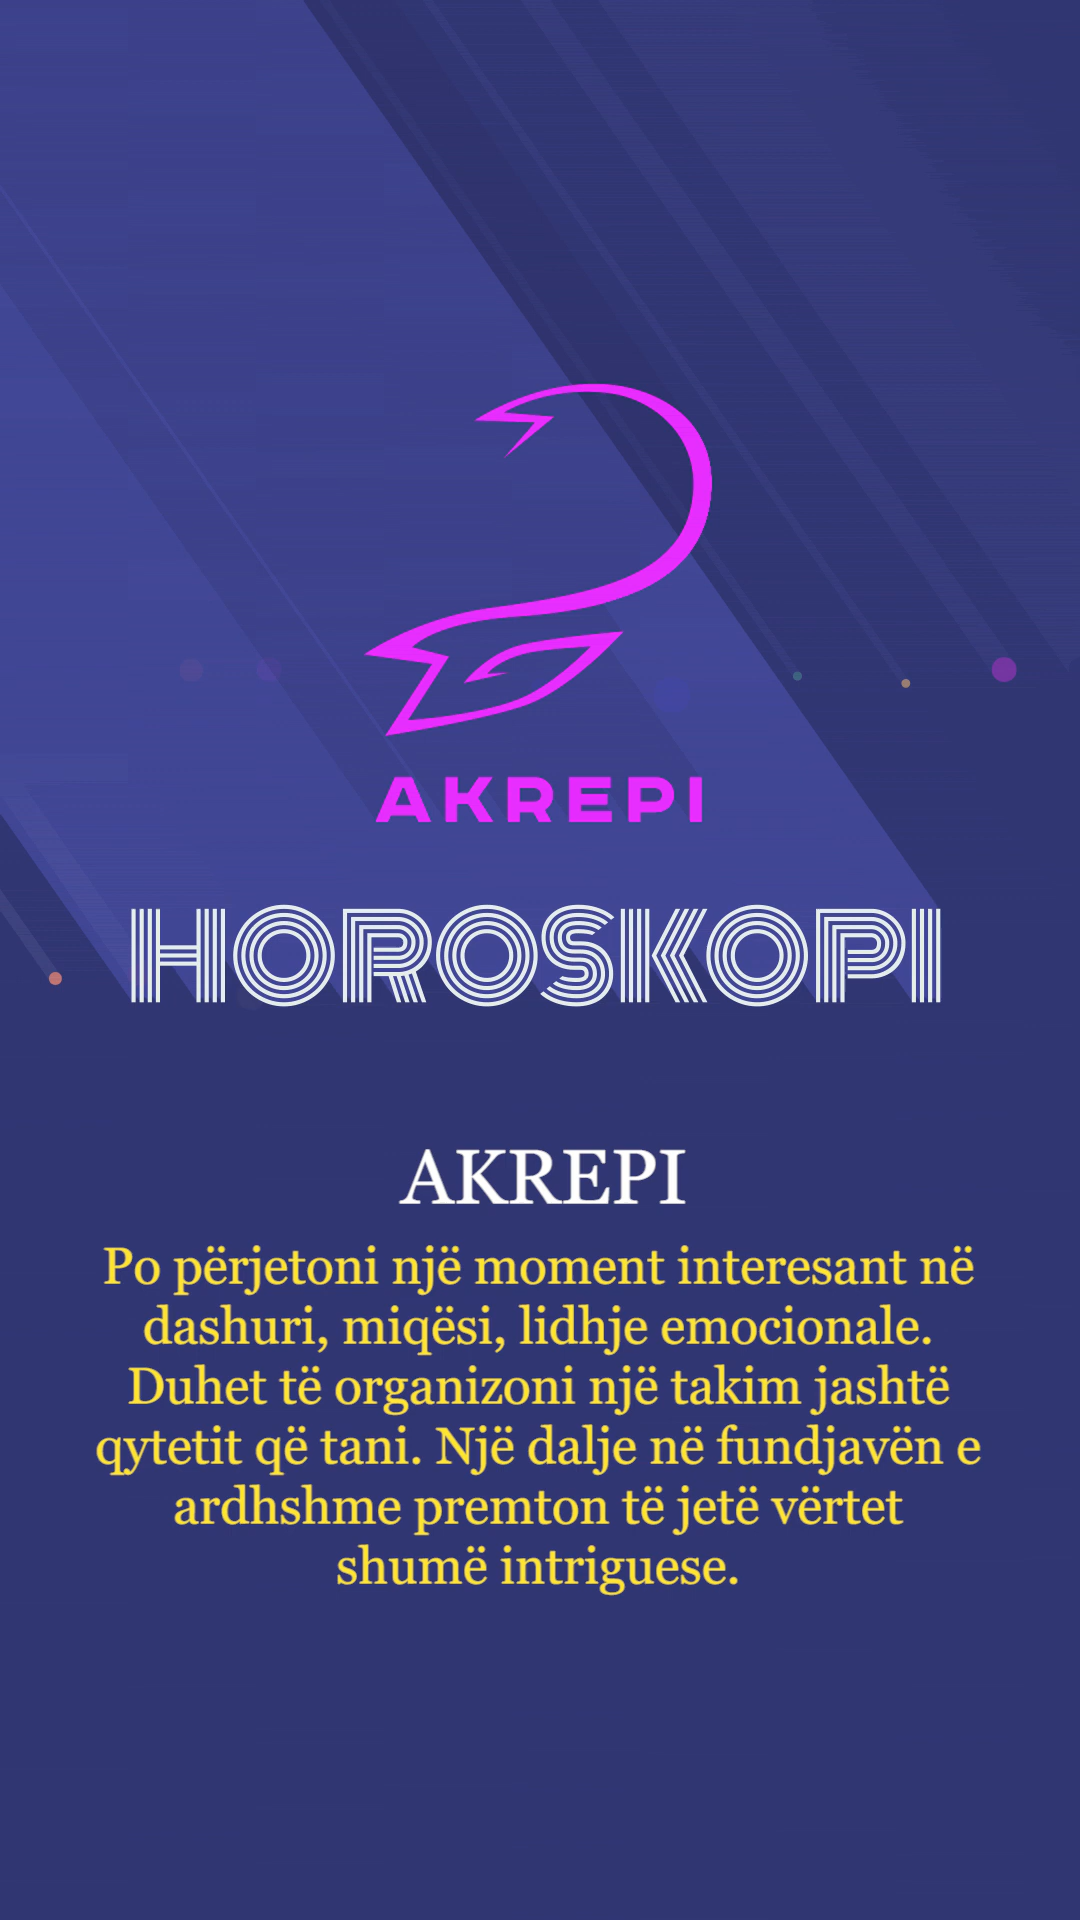 AKREPI
HOROSKOPI
AKREPI
Po përjetoni një moment interesant në
dashuri, miqësi, lidhje emocionale.
Duhet të organizoni një takim jashtë
qytetit që tani. Një dalje në fundjavën e
ardhshme premton të jetë vërtet
shumë intriguese.